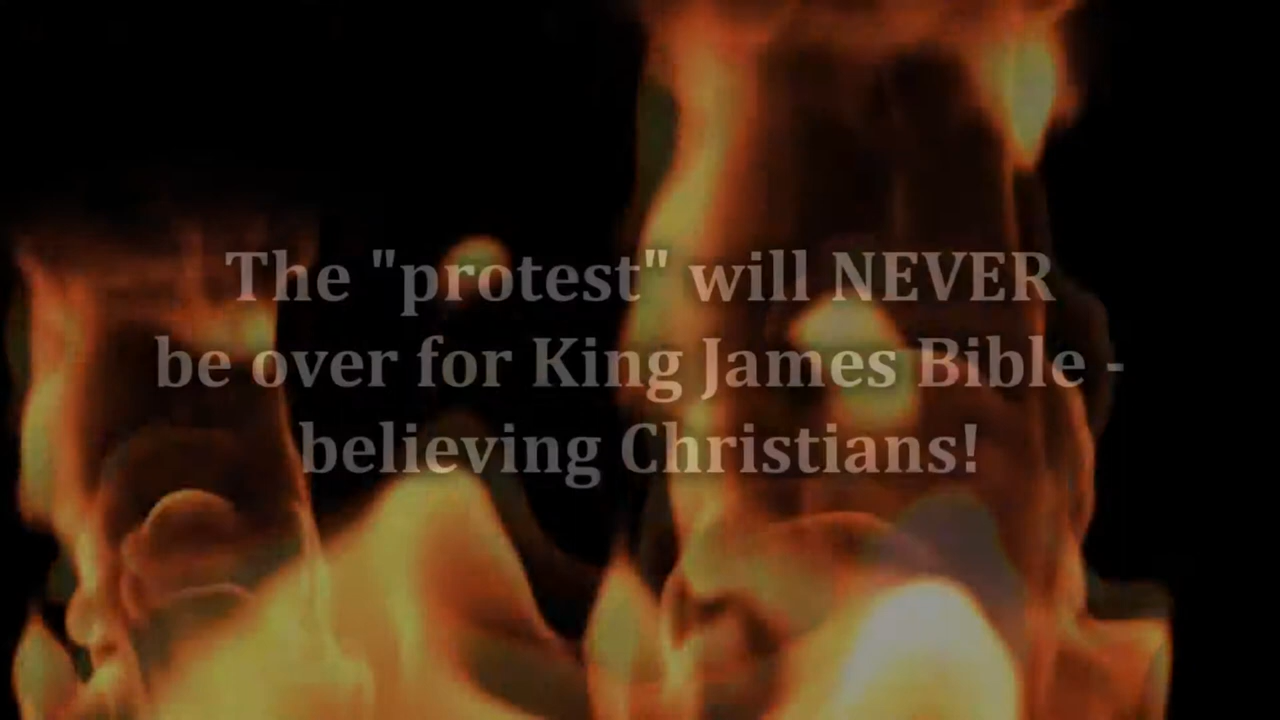 The "protest" will NEVER
be over for King James Bible -
believing Christians!